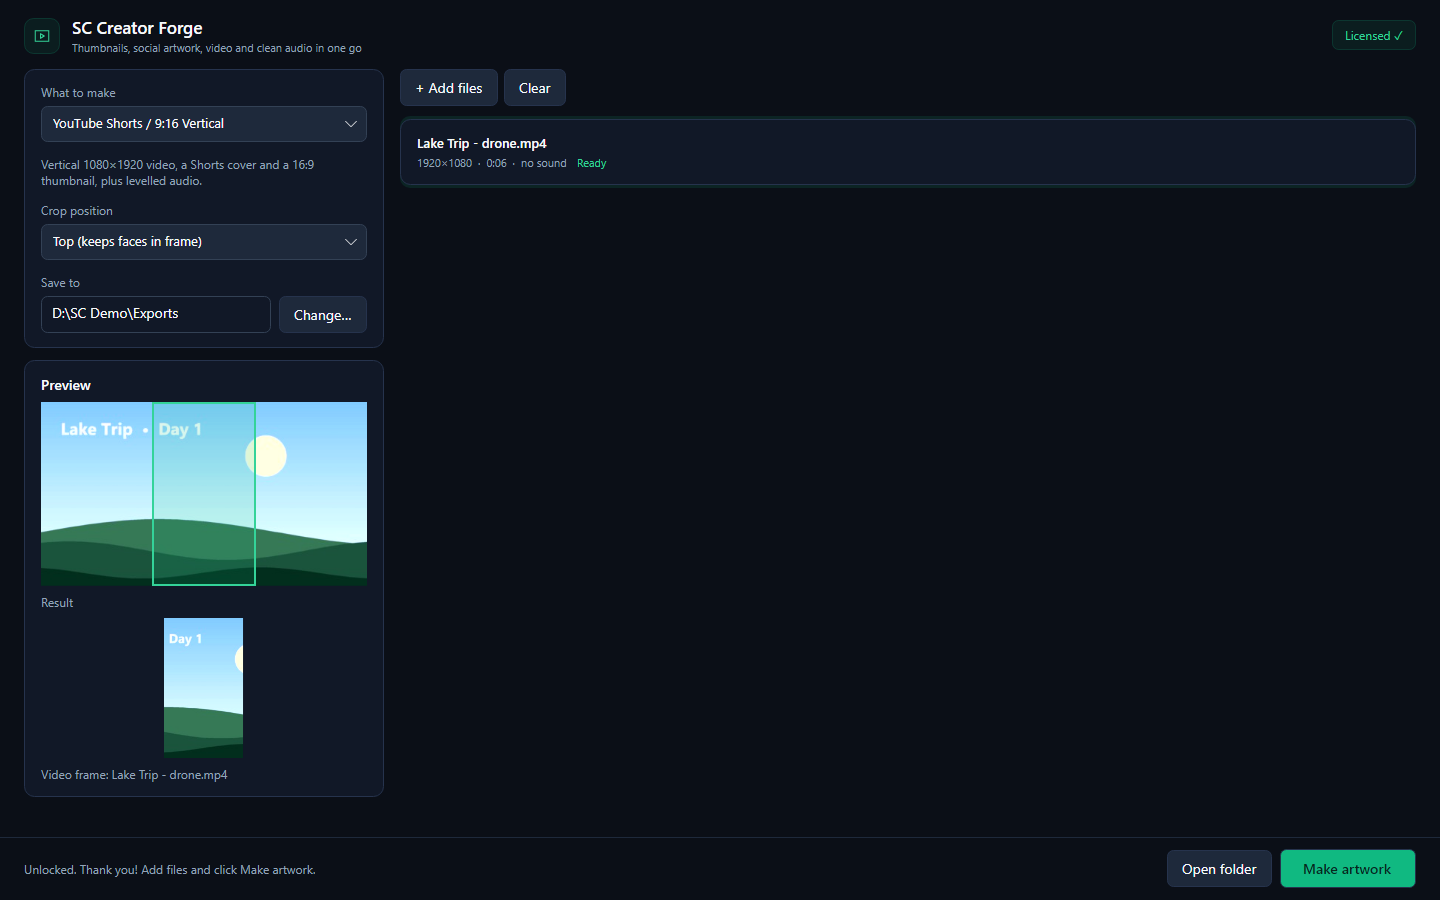 SC Creator Forge
Thumbnails, social artwork, video and clean audio in one go
Licensed ✓
What to make
YouTube Shorts / 9:16 Vertical
Vertical 1080×1920 video, a Shorts cover and a 16:9
thumbnail, plus levelled audio.
Crop position
Top (keeps faces in frame)
Save to
D:\SC Demo\Exports
Change...
+ Add files
Clear
Lake Trip - drone.mp4
1920×1080 · 0:06 · no sound Ready
Preview
Lake Trip • Day 1
Result
Day 1
Video frame: Lake Trip - drone.mp4
Unlocked. Thank you! Add files and click Make artwork.
Open folder
Make artwork